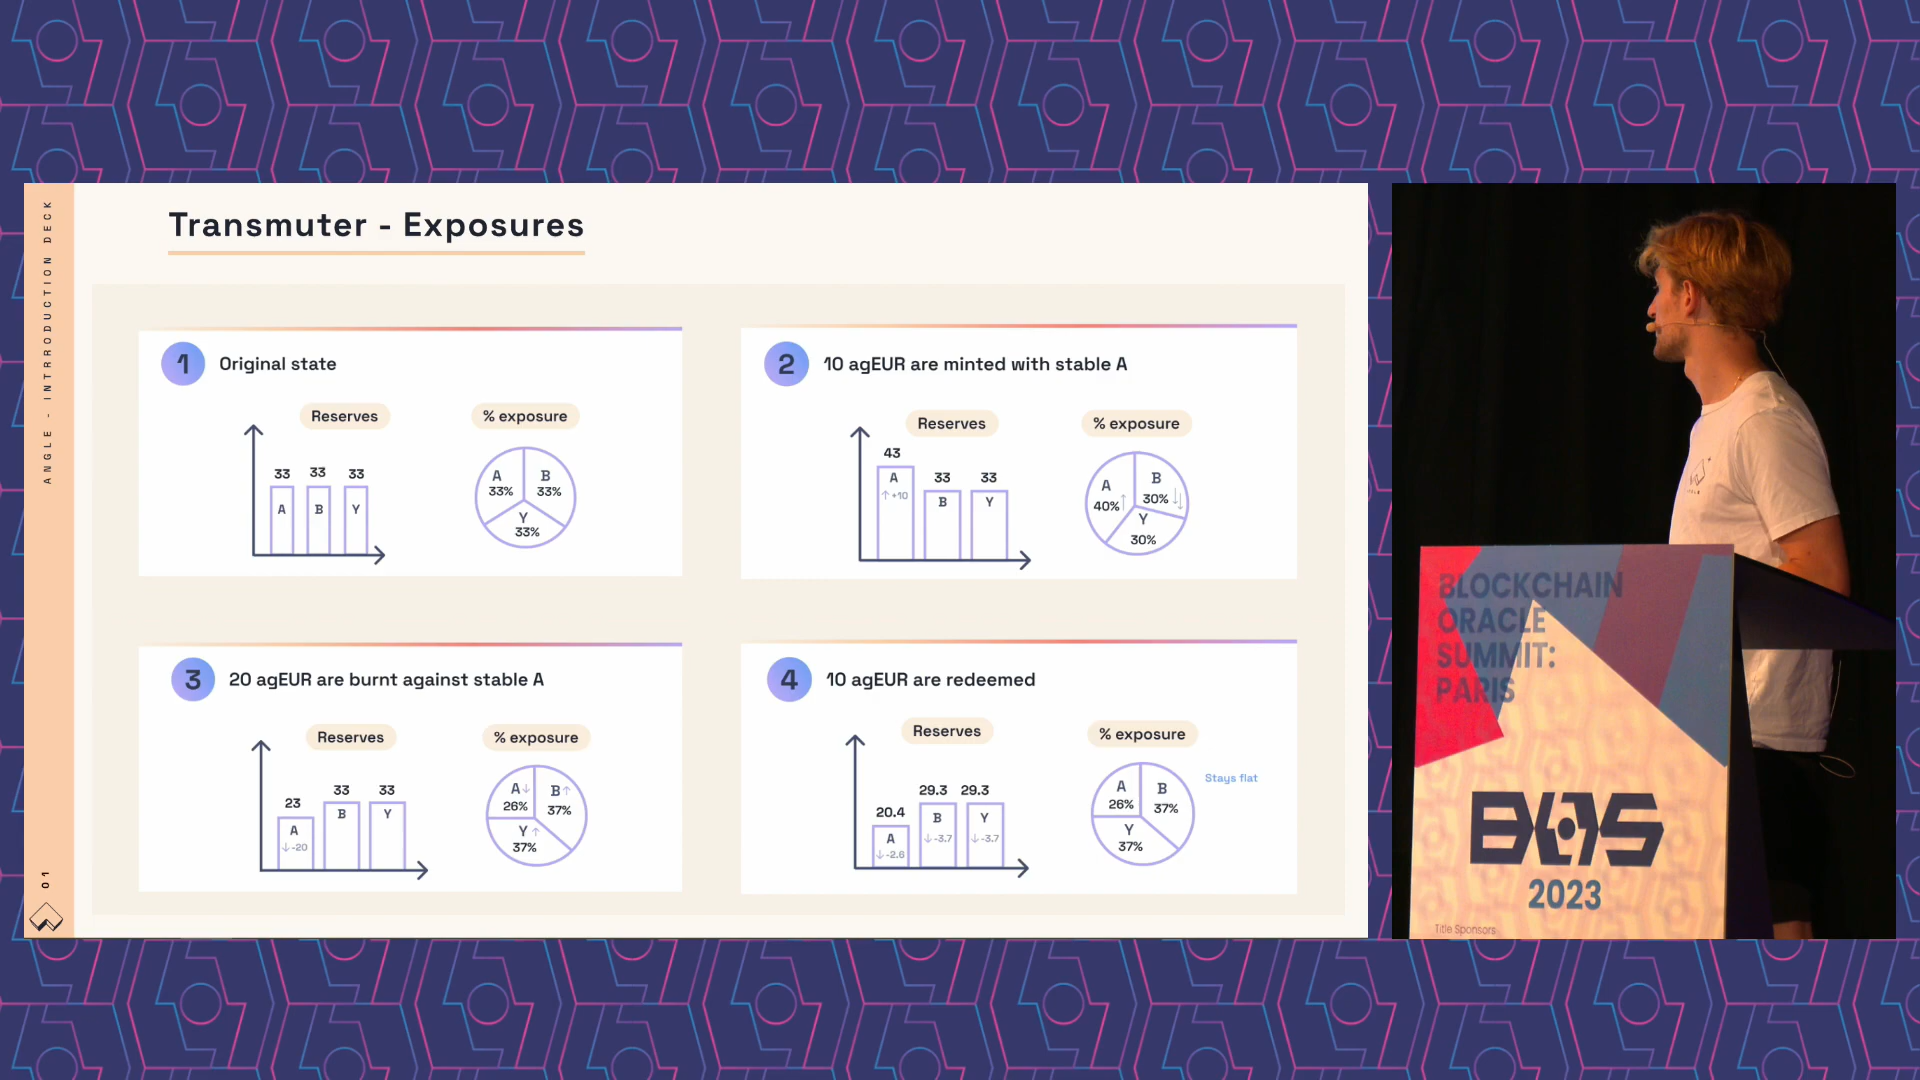 ANGLE - INTRRODUCTION DECK
01
Transmuter - Exposures
1 Original state
Reserves
% exposure
33 33 33
A B Y
A 33%
B 33%
Y 33%
2 10 agEUR are minted with stable A
Reserves
% exposure
43 33 33
A B Y
↑+10
A 40% ↑
B 30% ↓
Y 30% ↓
3 20 agEUR are burnt against stable A
Reserves
% exposure
23 33 33
A B Y
↓-20
A↓ 26%
B↑ 37%
Y↑ 37%
4 10 agEUR are redeemed
Reserves
% exposure
20.4 29.3 29.3
A B Y
↓-2.6 ↓-3.7 ↓-3.7
A 26%
B 37%
Y 37%
Stays flat
BLOCKCHAIN
ORACLE
SUMMIT:
PARIS
BOS
2023
Title Sponsors